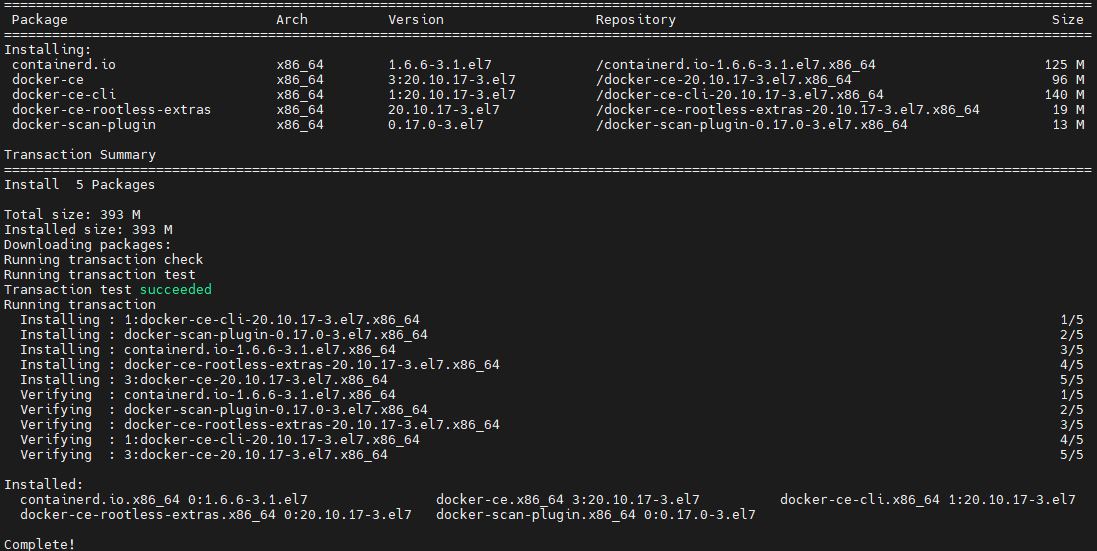 ========================================================================================================================================
 Package                          Arch          Version                   Repository                                               Size
========================================================================================================================================
Installing:
 containerd.io                    x86_64        1.6.6-3.1.el7             /containerd.io-1.6.6-3.1.el7.x86_64                     125 M
 docker-ce                        x86_64        3:20.10.17-3.el7          /docker-ce-20.10.17-3.el7.x86_64                         96 M
 docker-ce-cli                    x86_64        1:20.10.17-3.el7          /docker-ce-cli-20.10.17-3.el7.x86_64                    140 M
 docker-ce-rootless-extras        x86_64        20.10.17-3.el7            /docker-ce-rootless-extras-20.10.17-3.el7.x86_64         19 M
 docker-scan-plugin               x86_64        0.17.0-3.el7              /docker-scan-plugin-0.17.0-3.el7.x86_64                  13 M

Transaction Summary
========================================================================================================================================
Install  5 Packages

Total size: 393 M
Installed size: 393 M
Downloading packages:
Running transaction check
Running transaction test
Transaction test succeeded
Running transaction
  Installing : 1:docker-ce-cli-20.10.17-3.el7.x86_64                                                                                1/5
  Installing : docker-scan-plugin-0.17.0-3.el7.x86_64                                                                               2/5
  Installing : containerd.io-1.6.6-3.1.el7.x86_64                                                                                   3/5
  Installing : docker-ce-rootless-extras-20.10.17-3.el7.x86_64                                                                      4/5
  Installing : 3:docker-ce-20.10.17-3.el7.x86_64                                                                                    5/5
  Verifying  : containerd.io-1.6.6-3.1.el7.x86_64                                                                                   1/5
  Verifying  : docker-scan-plugin-0.17.0-3.el7.x86_64                                                                               2/5
  Verifying  : docker-ce-rootless-extras-20.10.17-3.el7.x86_64                                                                      3/5
  Verifying  : 1:docker-ce-cli-20.10.17-3.el7.x86_64                                                                                4/5
  Verifying  : 3:docker-ce-20.10.17-3.el7.x86_64                                                                                    5/5

Installed:
  containerd.io.x86_64 0:1.6.6-3.1.el7                docker-ce.x86_64 3:20.10.17-3.el7          docker-ce-cli.x86_64 1:20.10.17-3.el7
  docker-ce-rootless-extras.x86_64 0:20.10.17-3.el7   docker-scan-plugin.x86_64 0:0.17.0-3.el7

Complete!